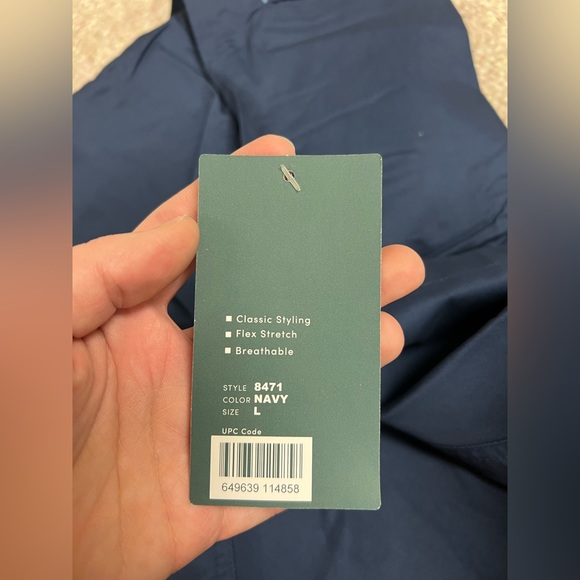 Classic Styling
Flex Stretch
Breathable
STYLE 8471
COLOR NAVY
SIZE L
UPC Code
649639 114858